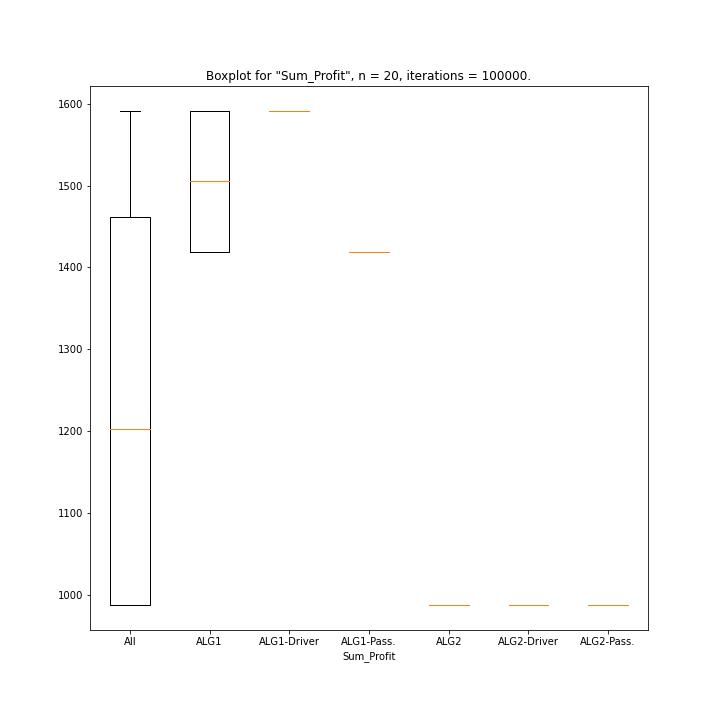 Boxplot for "Sum_Profit", n = 20, iterations = 100000.
1600
1500
1400
1300
1200
1100
1000
All ALG1 ALG1-Driver ALG1-Pass. ALG2 ALG2-Driver ALG2-Pass.
Sum_Profit